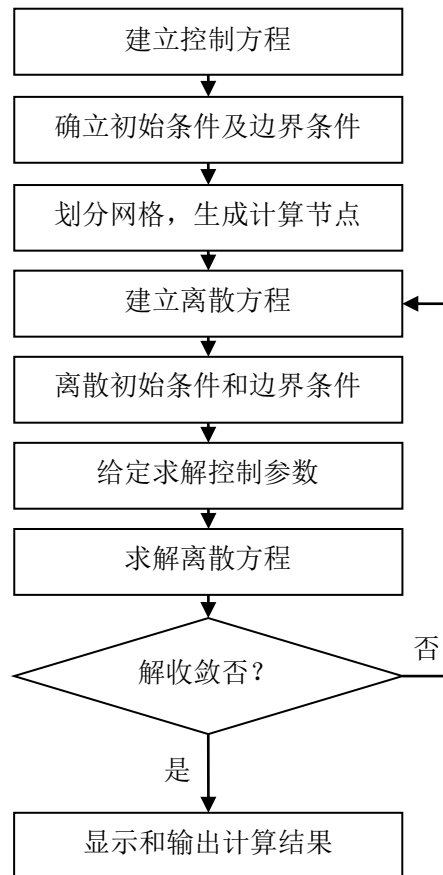 建立控制方程
确立初始条件及边界条件
划分网格，生成计算节点
建立离散方程
离散初始条件和边界条件
给定求解控制参数
求解离散方程
解收敛否？
否
是
显示和输出计算结果